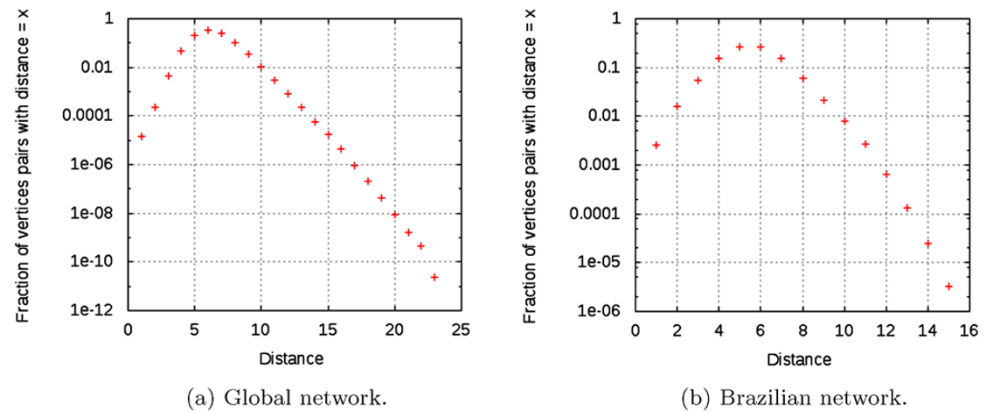 Fraction of vertices pairs with distance = x
1
0.01
0.0001
1e-06
1e-08
1e-10
1e-12
0 5 10 15 20 25
Distance
(a) Global network.
Fraction of vertices pairs with distance = x
1
0.1
0.01
0.001
0.0001
1e-05
1e-06
0 2 4 6 8 10 12 14 16
Distance
(b) Brazilian network.